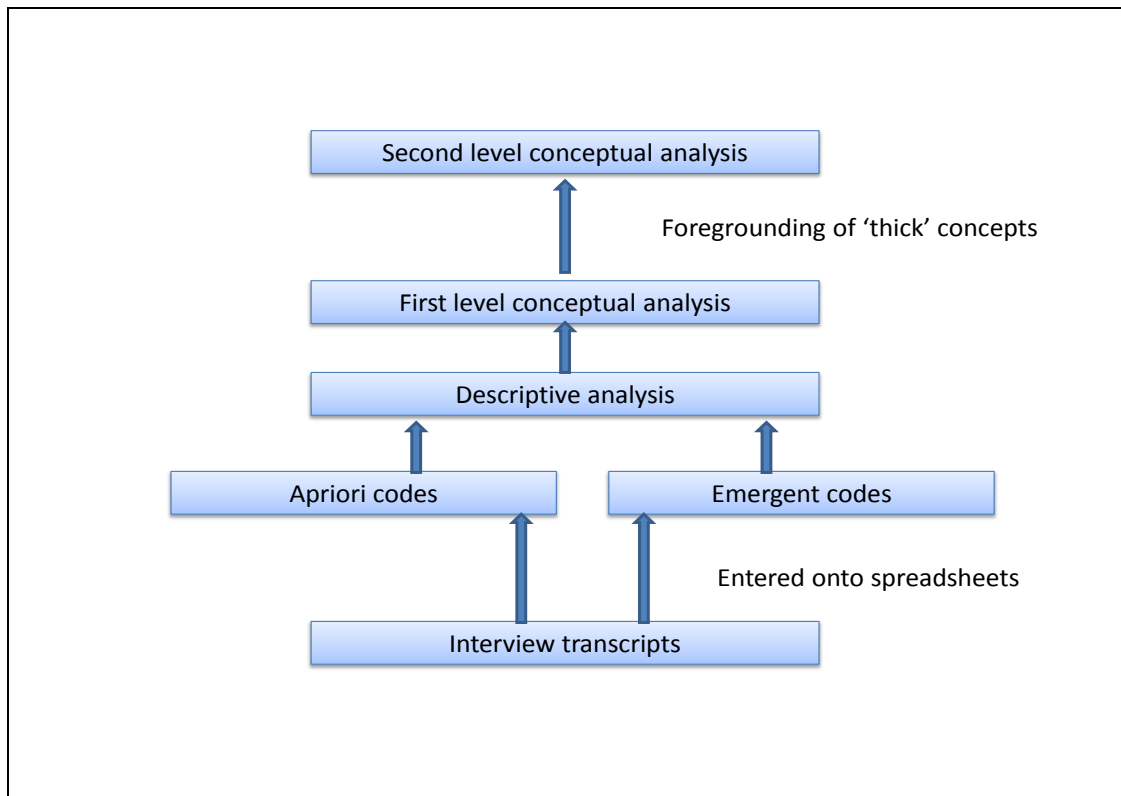 Second level conceptual analysis
Foregrounding of ‘thick’ concepts
First level conceptual analysis
Descriptive analysis
Apriori codes
Emergent codes
Entered onto spreadsheets
Interview transcripts